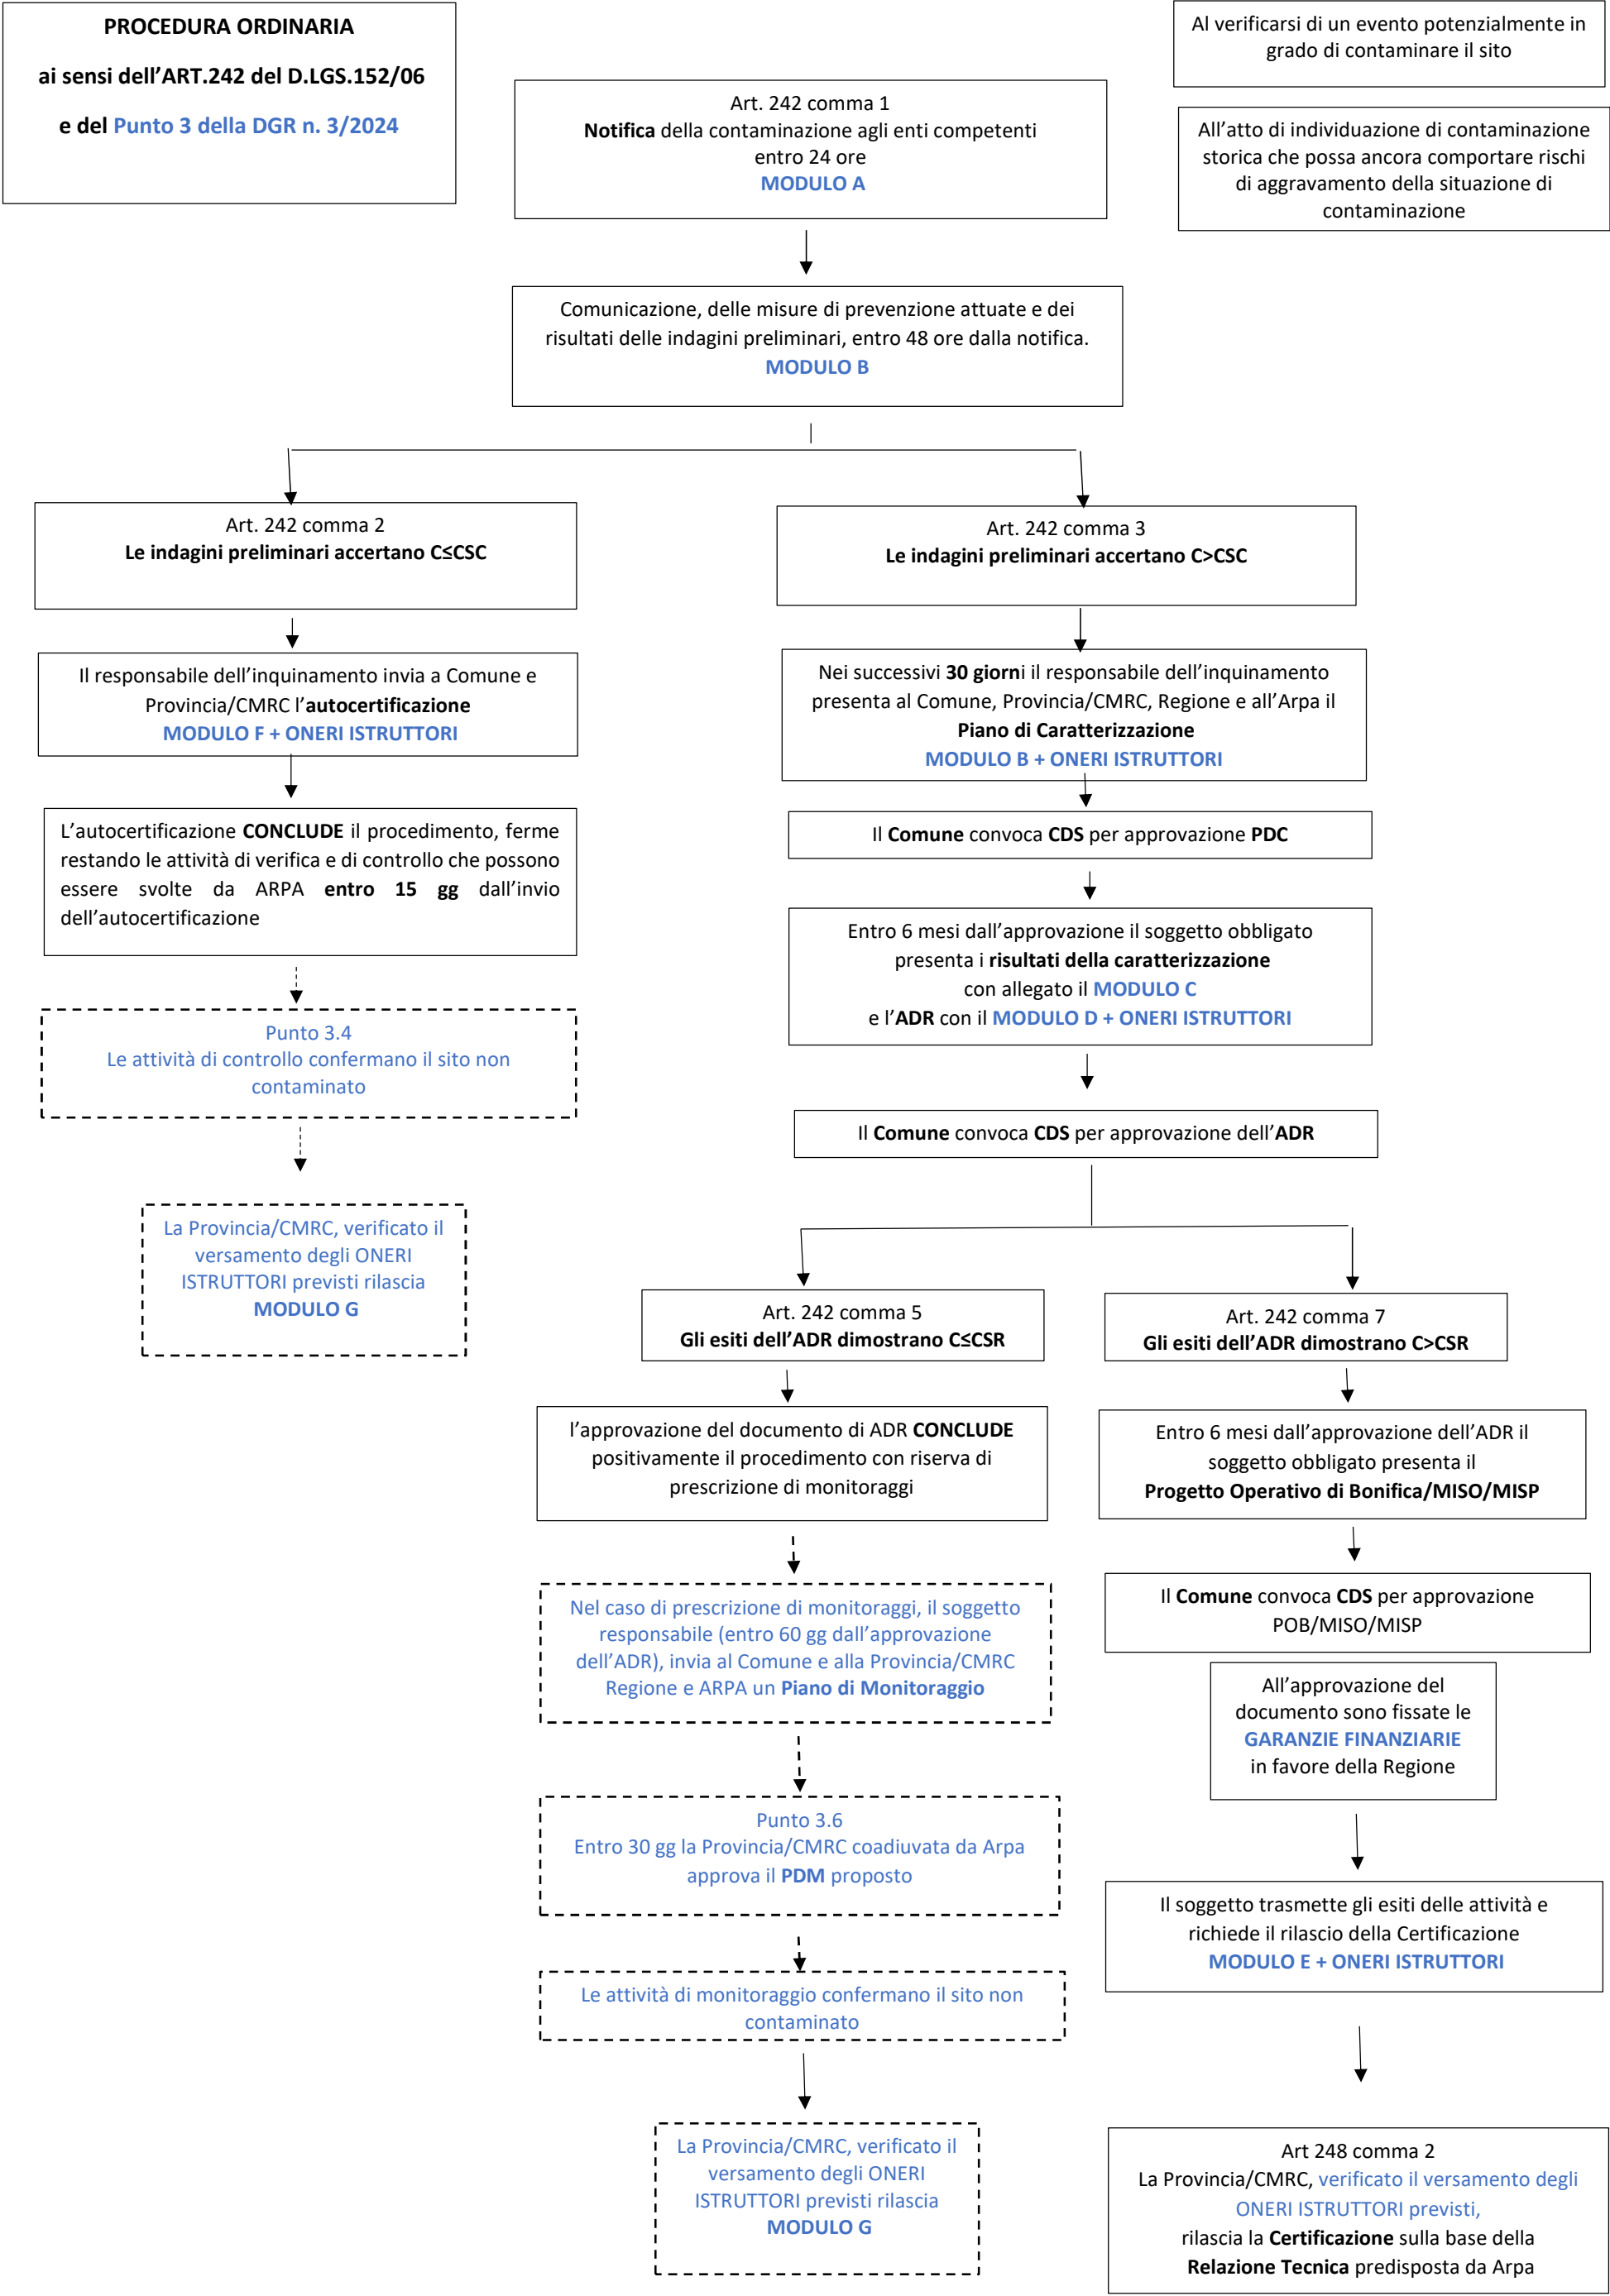 PROCEDURA ORDINARIA
ai sensi dell’ART.242 del D.LGS.152/06
e del Punto 3 della DGR n. 3/2024
Al verificarsi di un evento potenzialmente in
grado di contaminare il sito
Art. 242 comma 1
Notifica della contaminazione agli enti competenti
entro 24 ore
MODULO A
All’atto di individuazione di contaminazione
storica che possa ancora comportare rischi
di aggravamento della situazione di
contaminazione
Comunicazione, delle misure di prevenzione attuate e dei
risultati delle indagini preliminari, entro 48 ore dalla notifica.
MODULO B
Art. 242 comma 2
Le indagini preliminari accertano C≤CSC
Il responsabile dell’inquinamento invia a Comune e
Provincia/CMRC l’autocertificazione
MODULO F + ONERI ISTRUTTORI
L’autocertificazione CONCLUDE il procedimento, ferme
restando le attività di verifica e di controllo che possono
essere svolte da ARPA entro 15 gg dall’invio
dell’autocertificazione
Punto 3.4
Le attività di controllo confermano il sito non
contaminato
La Provincia/CMRC, verificato il
versamento degli ONERI
ISTRUTTORI previsti rilascia
MODULO G
Art. 242 comma 3
Le indagini preliminari accertano C>CSC
Nei successivi 30 giorni il responsabile dell’inquinamento
presenta al Comune, Provincia/CMRC, Regione e all’Arpa il
Piano di Caratterizzazione
MODULO B + ONERI ISTRUTTORI
Il Comune convoca CDS per approvazione PDC
Entro 6 mesi dall’approvazione il soggetto obbligato
presenta i risultati della caratterizzazione
con allegato il MODULO C
e l’ADR con il MODULO D + ONERI ISTRUTTORI
Il Comune convoca CDS per approvazione dell’ADR
Art. 242 comma 5
Gli esiti dell’ADR dimostrano C≤CSR
l’approvazione del documento di ADR CONCLUDE
positivamente il procedimento con riserva di
prescrizione di monitoraggi
Nel caso di prescrizione di monitoraggi, il soggetto
responsabile (entro 60 gg dall’approvazione
dell’ADR), invia al Comune e alla Provincia/CMRC
Regione e ARPA un Piano di Monitoraggio
Punto 3.6
Entro 30 gg la Provincia/CMRC coadiuvata da Arpa
approva il PDM proposto
Le attività di monitoraggio confermano il sito non
contaminato
La Provincia/CMRC, verificato il
versamento degli ONERI
ISTRUTTORI previsti rilascia
MODULO G
Art. 242 comma 7
Gli esiti dell’ADR dimostrano C>CSR
Entro 6 mesi dall’approvazione dell’ADR il
soggetto obbligato presenta il
Progetto Operativo di Bonifica/MISO/MISP
Il Comune convoca CDS per approvazione
POB/MISO/MISP
All’approvazione del
documento sono fissate le
GARANZIE FINANZIARIE
in favore della Regione
Il soggetto trasmette gli esiti delle attività e
richiede il rilascio della Certificazione
MODULO E + ONERI ISTRUTTORI
Art 248 comma 2
La Provincia/CMRC, verificato il versamento degli
ONERI ISTRUTTORI previsti,
rilascia la Certificazione sulla base della
Relazione Tecnica predisposta da Arpa